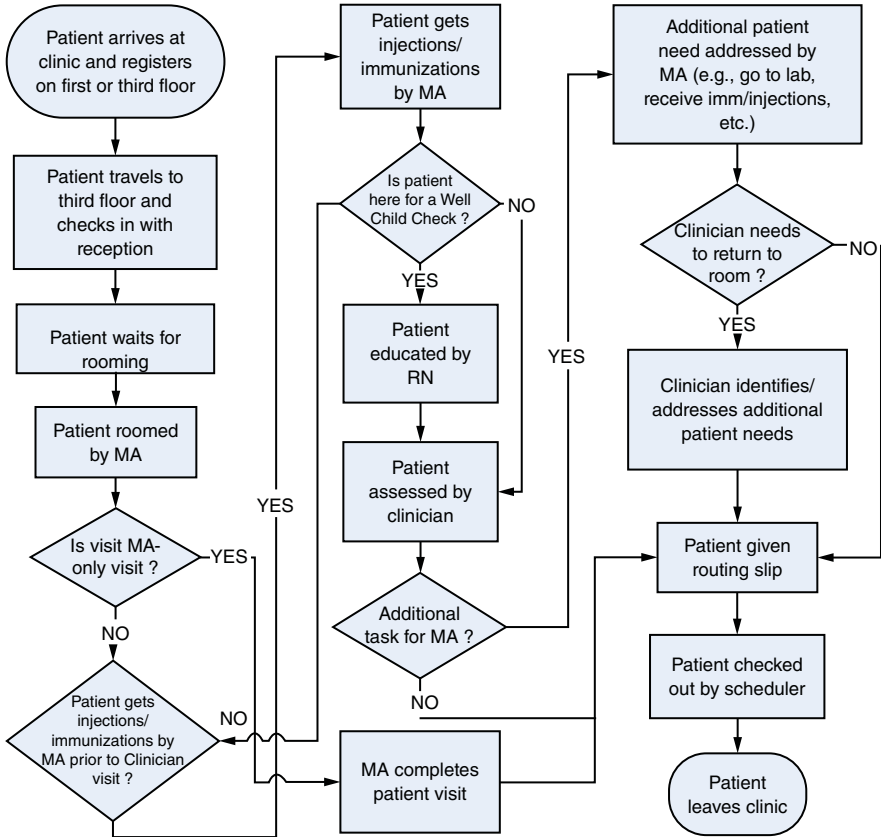 Patient arrives at
clinic and registers
on first or third floor
Patient travels to
third floor and
checks in with
reception
Patient waits for
rooming
Patient roomed
by MA
Is visit MA-
only visit ?
YES
NO
Patient gets
injections/
immunizations by
MA prior to Clinician
visit ?
NO
YES
Patient gets
injections/
immunizations
by MA
Is patient
here for a Well
Child Check ?
NO
YES
Patient
educated by
RN
Patient
assessed by
clinician
Additional
task for MA ?
YES
NO
MA completes
patient visit
Additional patient
need addressed by
MA (e.g., go to lab,
receive imm/injections,
etc.)
Clinician needs
to return to
room ?
NO
YES
Clinician identifies/
addresses additional
patient needs
Patient given
routing slip
Patient checked
out by scheduler
Patient
leaves clinic